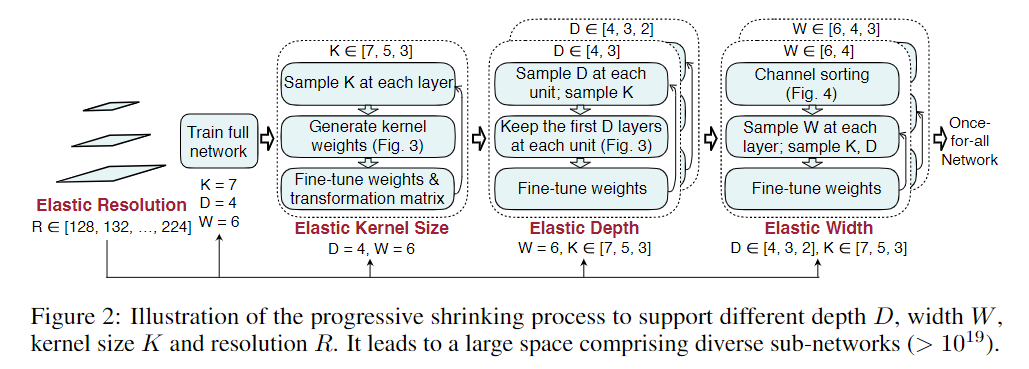 Train full
network
K = 7
D = 4
W = 6
Elastic Resolution
R ∈ [128, 132, ..., 224]
K ∈ [7, 5, 3]
Sample K at each layer
Generate kernel
weights (Fig. 3)
Fine-tune weights &
transformation matrix
Elastic Kernel Size
D = 4, W = 6
D ∈ [4, 3, 2]
D ∈ [4, 3]
Sample D at each
unit; sample K
Keep the first D layers
at each unit (Fig. 3)
Fine-tune weights
Elastic Depth
W = 6, K ∈ [7, 5, 3]
W ∈ [6, 4, 3]
W ∈ [6, 4]
Channel sorting
(Fig. 4)
Sample W at each
layer; sample K, D
Fine-tune weights
Elastic Width
D ∈ [4, 3, 2], K ∈ [7, 5, 3]
Once-
for-all
Network
Figure 2: Illustration of the progressive shrinking process to support different depth D, width W,
kernel size K and resolution R. It leads to a large space comprising diverse sub-networks (> 10¹⁹).